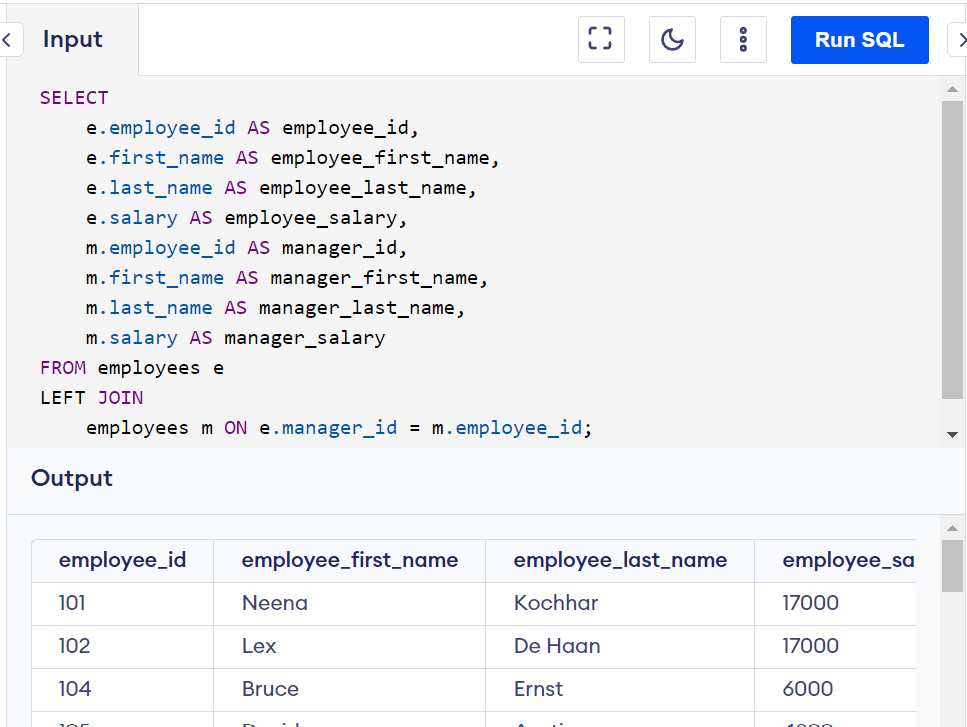 Input
Run SQL
SELECT
    e.employee_id AS employee_id,
    e.first_name AS employee_first_name,
    e.last_name AS employee_last_name,
    e.salary AS employee_salary,
    m.employee_id AS manager_id,
    m.first_name AS manager_first_name,
    m.last_name AS manager_last_name,
    m.salary AS manager_salary
FROM employees e
LEFT JOIN
    employees m ON e.manager_id = m.employee_id;
Output
employee_id employee_first_name employee_last_name employee_sa
101 Neena Kochhar 17000
102 Lex De Haan 17000
104 Bruce Ernst 6000